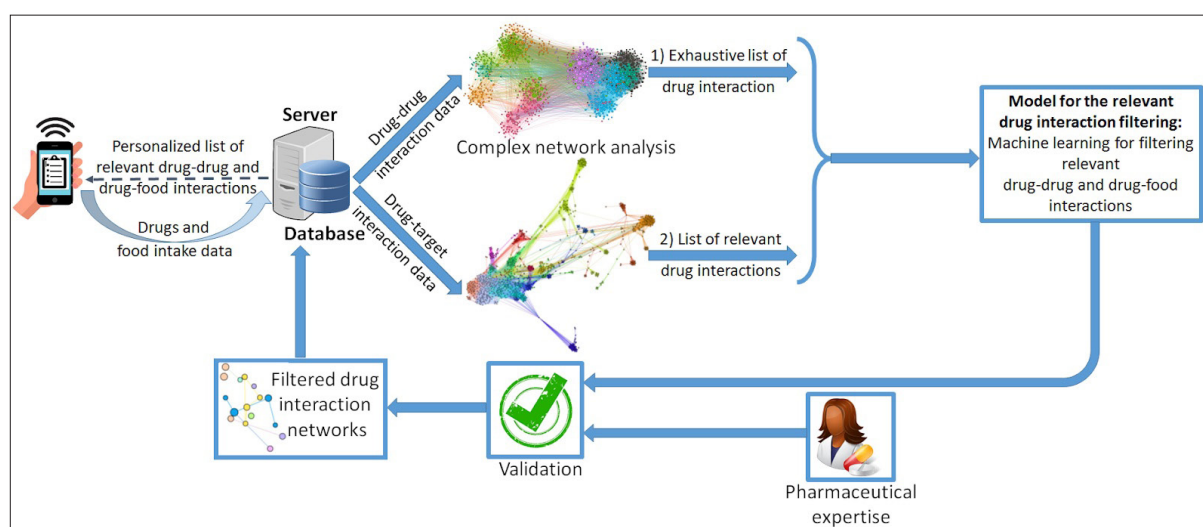 Server
Personalized list of
relevant drug-drug and
drug-food interactions
Drugs and
food intake data
Database
Drug-drug
interaction data
Drug-target
interaction data
Complex network analysis
1) Exhaustive list of
drug interaction
2) List of relevant
drug interactions
Model for the relevant
drug interaction filtering:
Machine learning for filtering
relevant
drug-drug and drug-food
interactions
Filtered drug
interaction
networks
Validation
Pharmaceutical
expertise